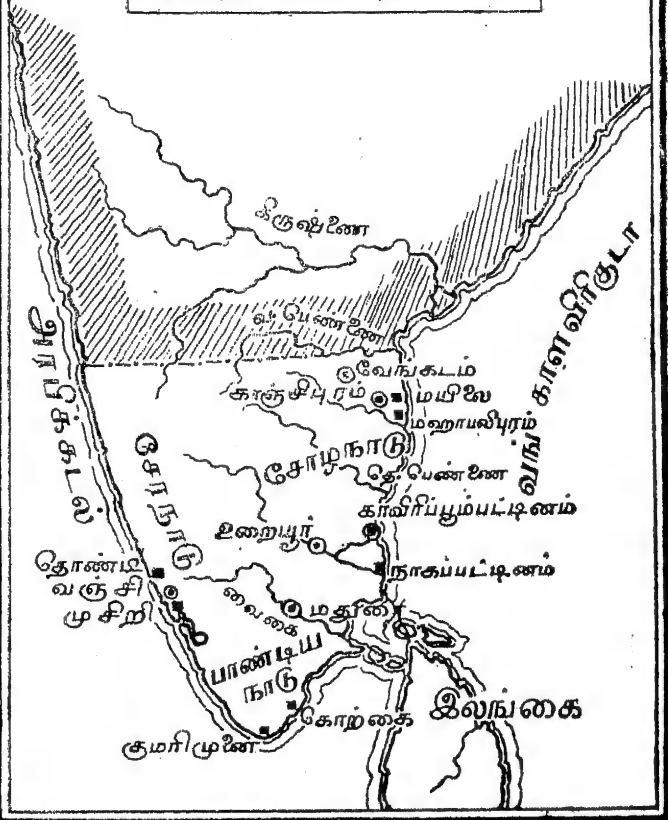 கிருஷ்ணை
வ. பெண்ணை
அரபிக்கடல்
வங்காளவிரிகுடா
வேங்கடம்
காஞ்சீபுரம்
மயிலை
மஹாபலிபுரம்
சேரநாடு
சோழநாடு
தெ. பெண்ணை
காவிரிப்பூம்பட்டினம்
உறையூர்
நாகப்பட்டினம்
தொண்டி
வஞ்சி
முசிறி
வைகை
மதுரை
பாண்டிய
நாடு
கோற்கை
இலங்கை
குமரிமுனை